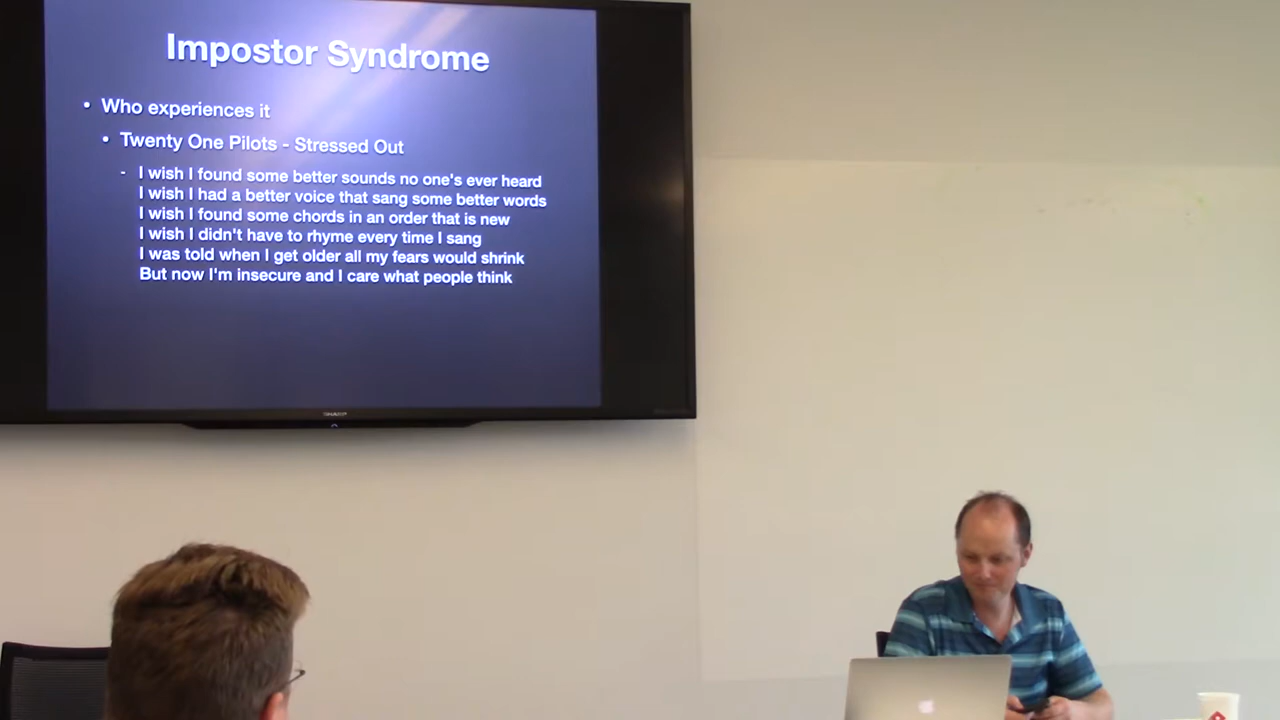 Impostor Syndrome
• Who experiences it
• Twenty One Pilots - Stressed Out
- I wish I found some better sounds no one's ever heard
I wish I had a better voice that sang some better words
I wish I found some chords in an order that is new
I wish I didn't have to rhyme every time I sang
I was told when I get older all my fears would shrink
But now I'm insecure and I care what people think